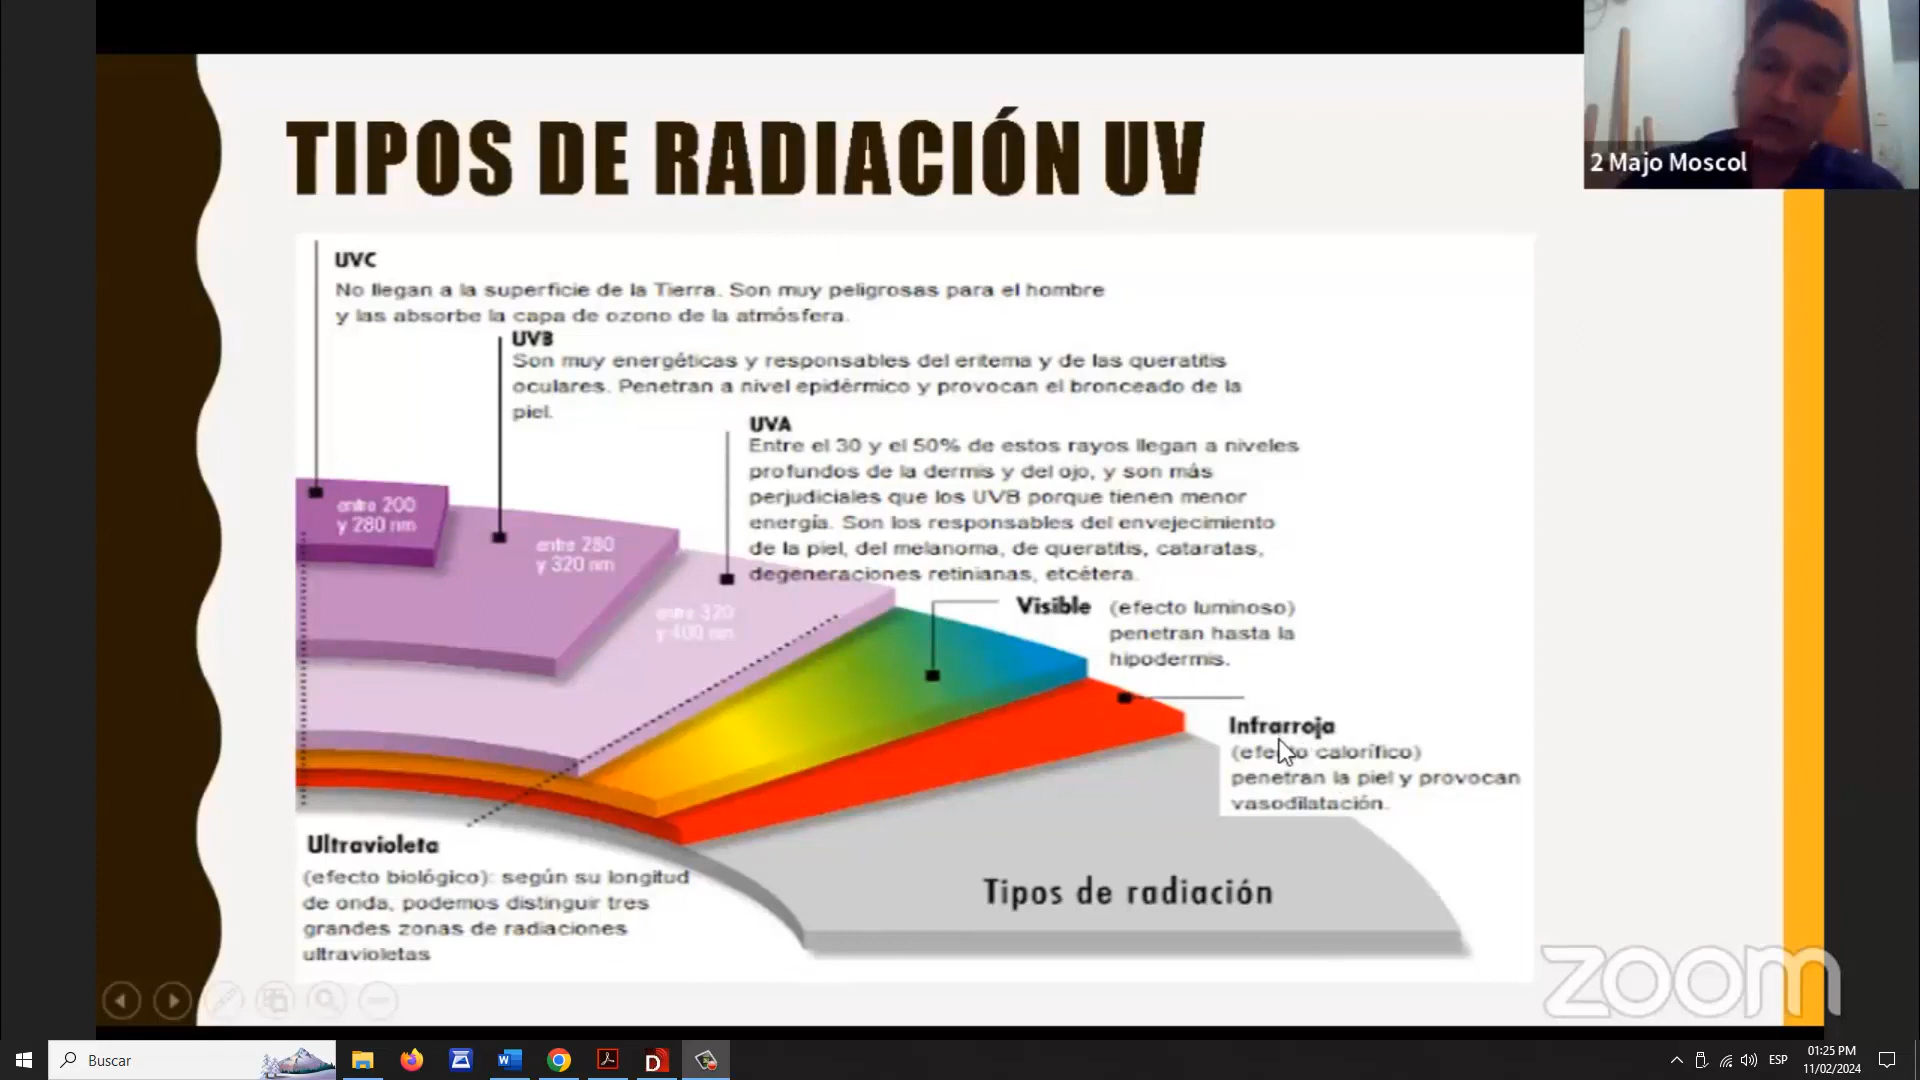 2 Majo Moscol
TIPOS DE RADIACIÓN UV
UVC
No llegan a la superficie de la Tierra. Son muy peligrosas para el hombre
y las absorbe la capa de ozono de la atmósfera.
UVB
Son muy energéticas y responsables del eritema y de las queratitis
oculares. Penetran a nivel epidérmico y provocan el bronceado de la
piel.
UVA
Entre el 30 y el 50% de estos rayos llegan a niveles
profundos de la dermis y del ojo, y son más
perjudiciales que los UVB porque tienen menor
energía. Son los responsables del envejecimiento
de la piel, del melanoma, de queratitis, cataratas,
degeneraciones retinianas, etcétera.
entre 200
y 280 nm
entre 280
y 320 nm
entre 320
y 400 nm
Visible (efecto luminoso)
penetran hasta la
hipodermis.
Infrarroja
(efecto calorífico)
penetran la piel y provocan
vasodilatación.
Ultravioleta
(efecto biológico): según su longitud
de onda, podemos distinguir tres
grandes zonas de radiaciones
ultravioletas
Tipos de radiación
zoom
Buscar
ESP
01:25 PM
11/02/2024